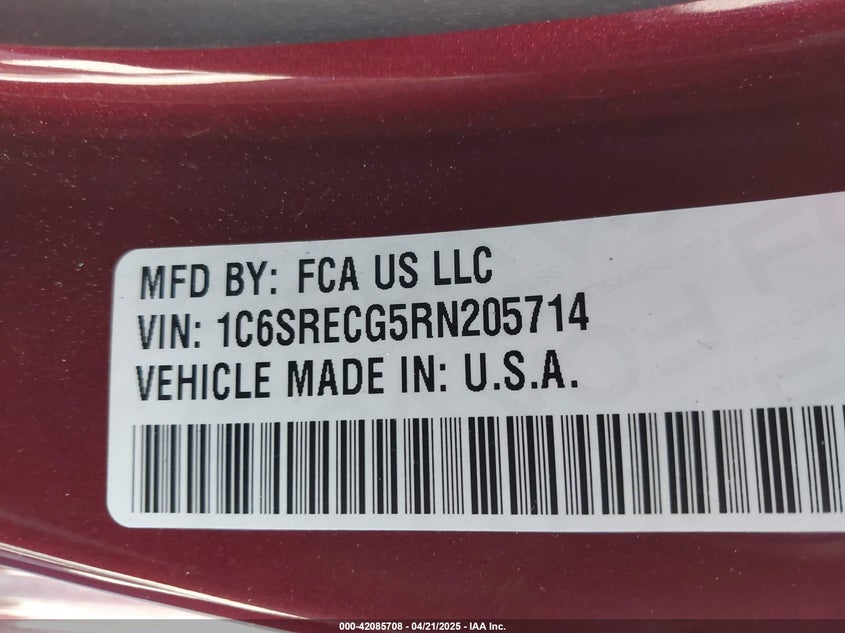 MFD BY: FCA US LLC
VIN: 1C6SRECG5RN205714
VEHICLE MADE IN: U.S.A.
000-42085708 - 04/21/2025 - IAA Inc.